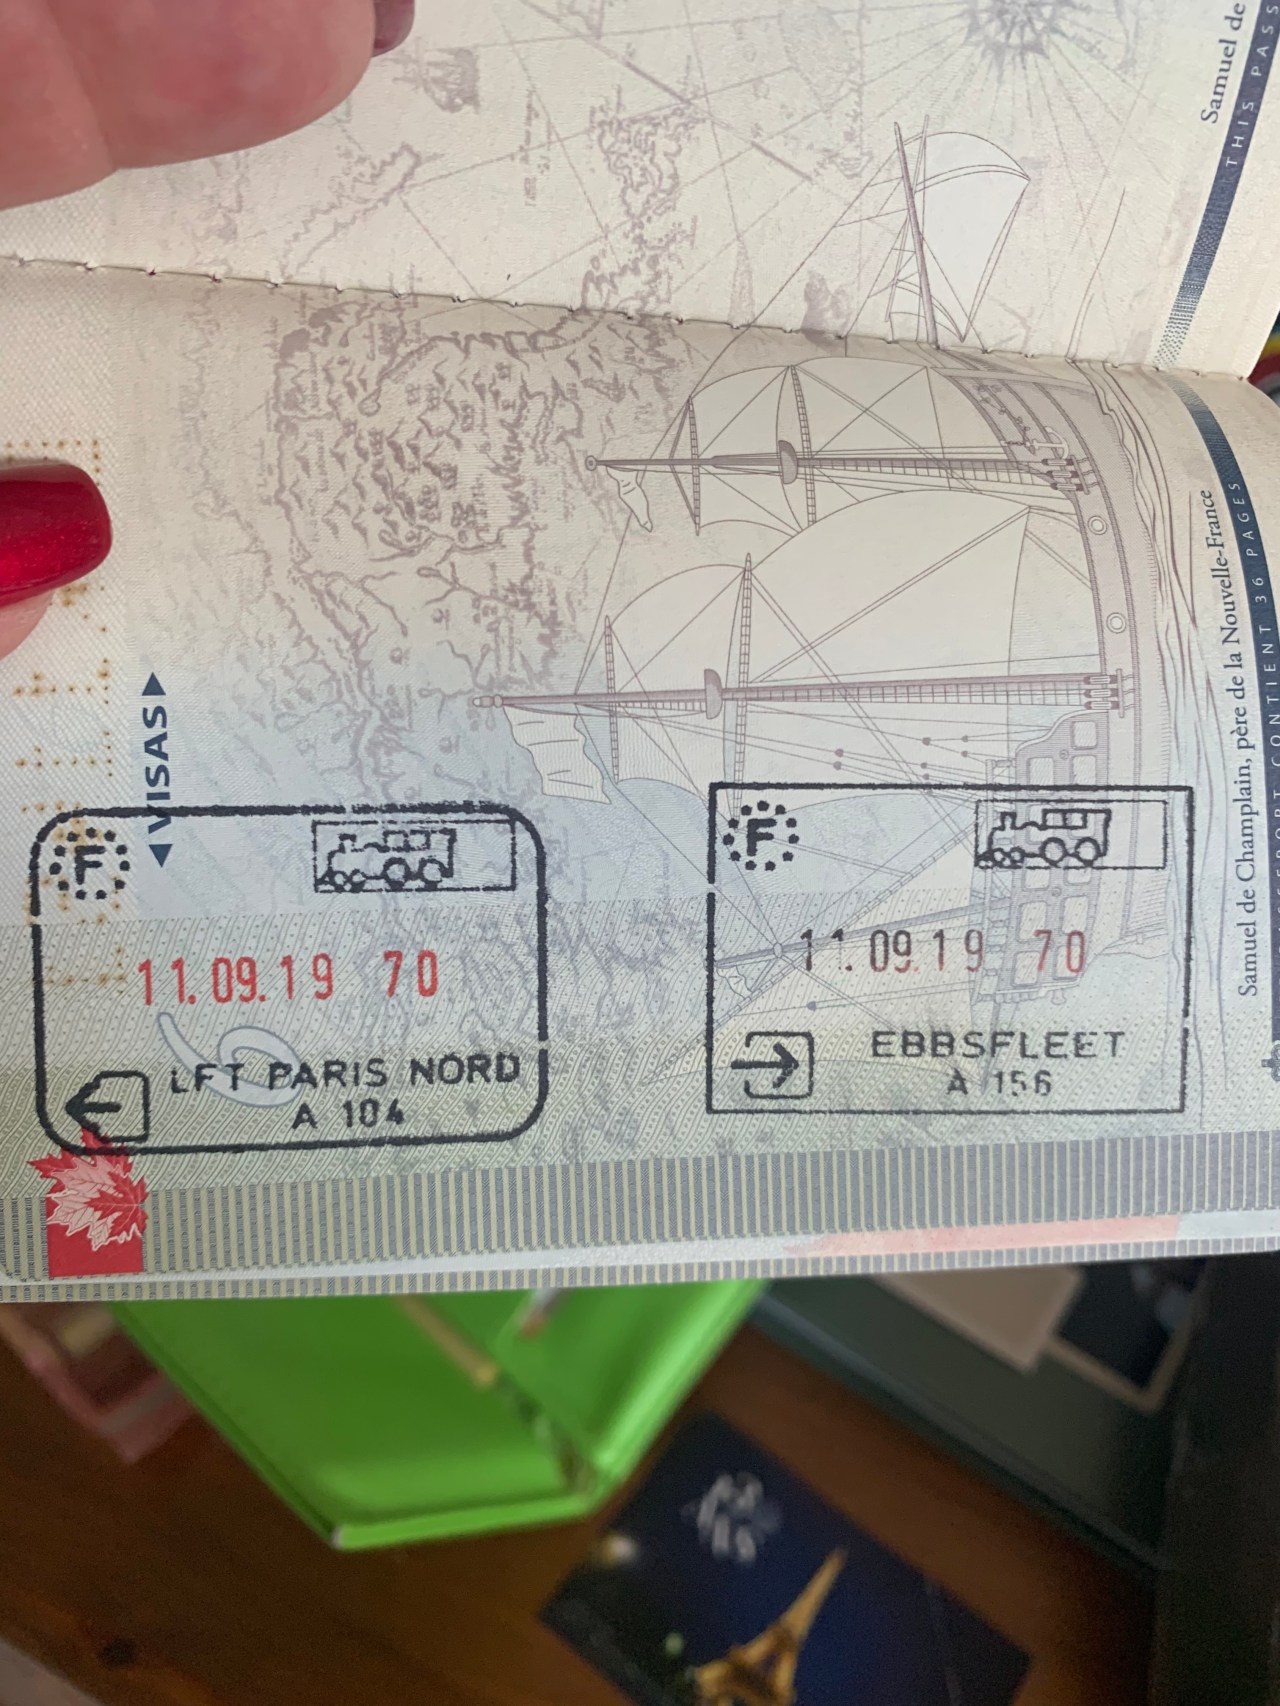 Samuel de
THIS PASS
◄VISAS►
Samuel de Champlain, père de la Nouvelle-France
CONTIENT 36 PAGES
F
11.09.19 70
LFT PARIS NORD
A 104
F
11.09.19 70
EBBSFLEET
A 156
6